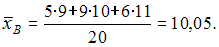 x̄_B = (5·9+9·10+6·11)/20 = 10,05.